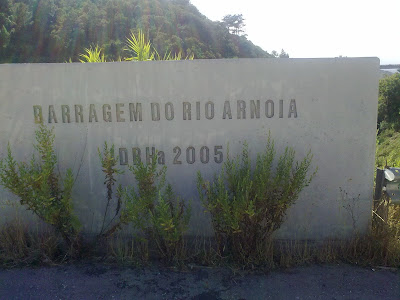 BARRAGEM DO RIO ARNOIA
IDRHa 2005